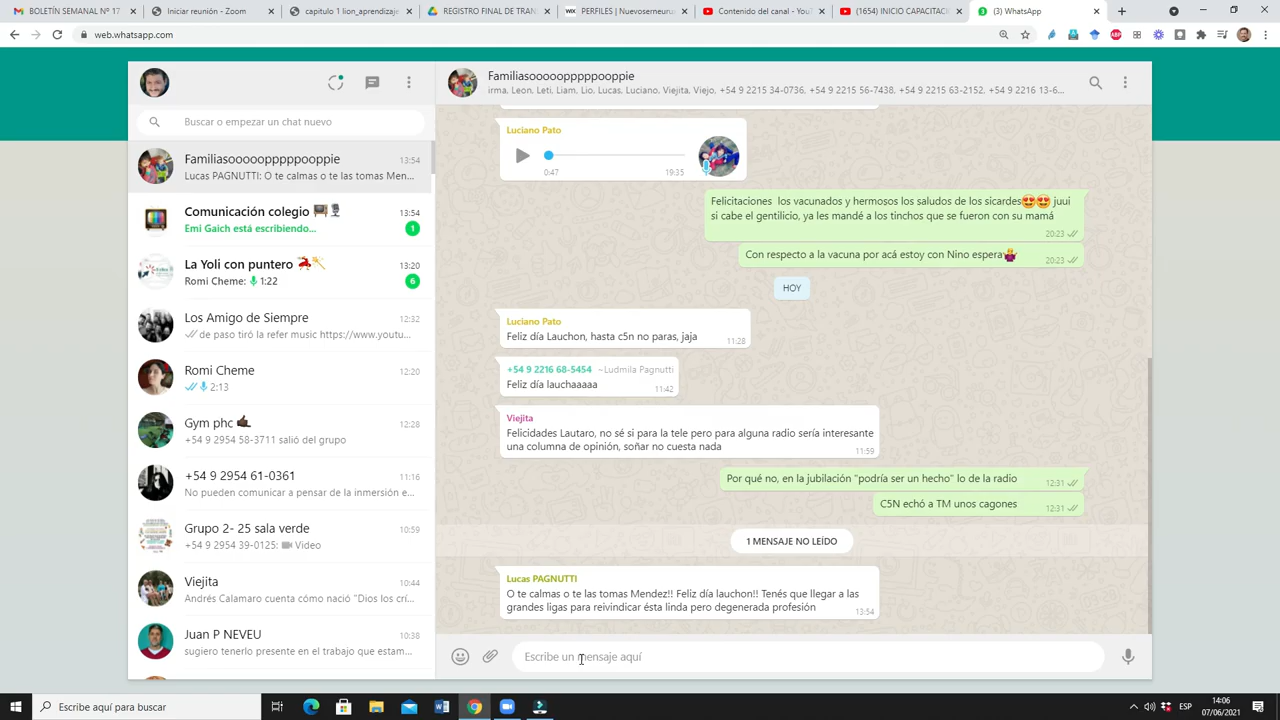 BOLETÍN SEMANAL Nº 17
Iniciar reunión - Zoom
capitulo 1 lion_aprendizaje
REGISTRO FINAL DE TRAN
PERFILES | Nuevoserneurue
Contenido del canal - YouT
(1654) INICIO CAPACITACI
(3) WhatsApp
web.whatsapp.com
Familiasoooooppppppooppie
irma, Leon, Leti, Liam, Lio, Lucas, Luciano, Viejita, Viejo, +54 9 2215 34-0736, +54 9 2215 56-7438, +54 9 2215 63-2152, +54 9 2216 13-6...
Buscar o empezar un chat nuevo
Familiasoooooppppppooppie
13:54
Lucas PAGNUTTI: O te calmas o te las tomas Men...
Comunicación colegio 📺🎙
13:54
Emi Gaich está escribiendo...
1
La Yoli con puntero
13:20
Romi Cheme: 1:22
6
Los Amigo de Siempre
12:32
de paso tiró la refer music https://www.youtu...
Romi Cheme
12:20
2:13
Gym phc
12:28
+54 9 2954 58-3711 salió del grupo
+54 9 2954 61-0361
11:16
No pueden comunicar a pensar de la inmersión e...
Grupo 2- 25 sala verde
10:59
+54 9 2954 39-0125: Video
Viejita
10:44
Andrés Calamaro cuenta cómo nació "Dios los crí...
Juan P NEVEU
10:38
sugiero tenerlo presente en el trabajo que estam...
Luciano Pato
0:47
19:35
Felicitaciones los vacunados y hermosos los saludos de los sicardes😍😍 juui
si cabe el gentilicio, ya les mandé a los tinchos que se fueron con su mamá
20:23
Con respecto a la vacuna por acá estoy con Nino espera
20:23
HOY
Luciano Pato
Feliz día Lauchon, hasta c5n no paras, jaja
11:28
+54 9 2216 68-5454 ~Ludmila Pagnutti
Feliz día lauchaaaaa
11:42
Viejita
Felicidades Lautaro, no sé si para la tele pero para alguna radio sería interesante
una columna de opinión, soñar no cuesta nada
11:59
Por qué no, en la jubilación "podría ser un hecho" lo de la radio
12:31
C5N echó a TM unos cagones
12:31
1 MENSAJE NO LEÍDO
Lucas PAGNUTTI
O te calmas o te las tomas Mendez!! Feliz día lauchon!! Tenés que llegar a las
grandes ligas para reivindicar ésta linda pero degenerada profesión
13:54
Escribe un mensaje aquí
Escribe aquí para buscar
ESP
14:06
07/06/2021